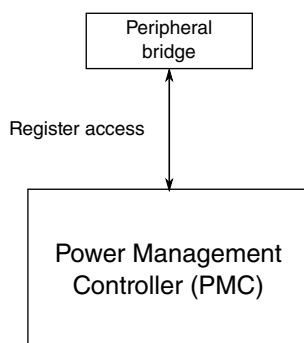 Peripheral
bridge
Register access
Power Management
Controller (PMC)